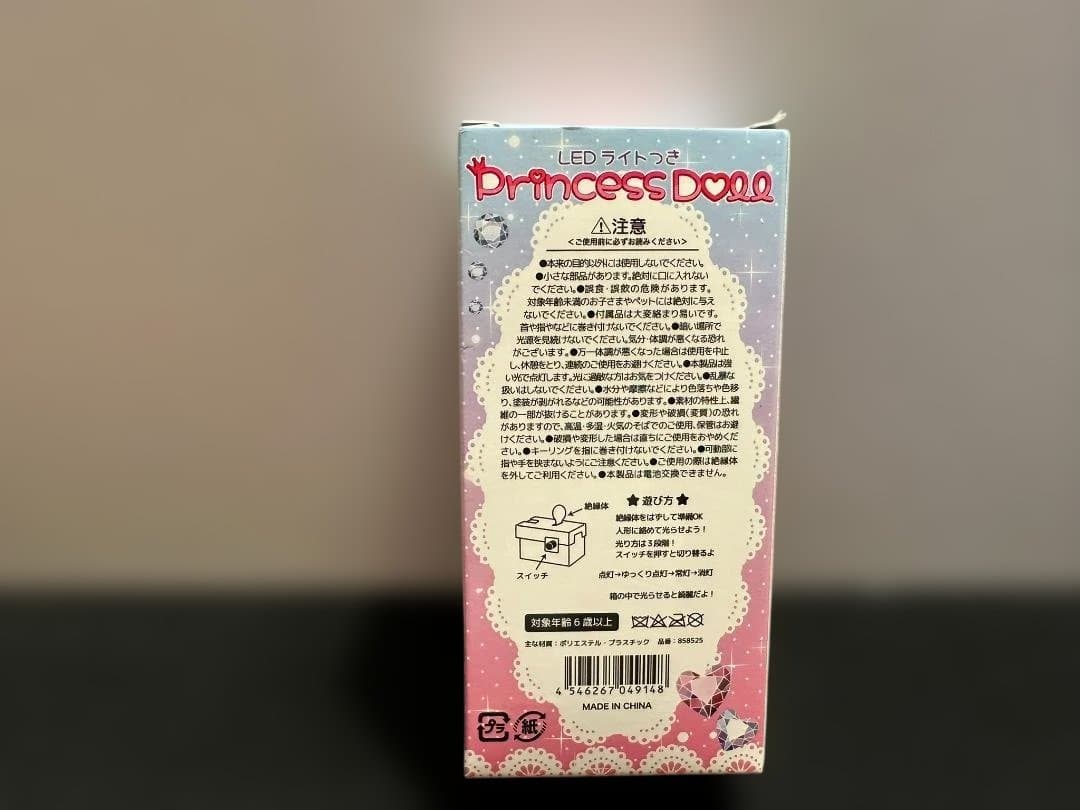 LEDライトつき
Princess Doll
⚠注意
＜ご使用前に必ずお読みください＞
●本来の目的以外には使用しないでください。
●小さな部品があります。絶対に口に入れない
でください。●誤食・誤飲の危険があります。
対象年齢未満のお子さまやペットには絶対に与え
ないでください。●付属品は大変絡まり易いです。
首や指やなどに巻き付けないでください。●暗い場所で
光源を見続けないでください。気分・体調が悪くなる恐れ
がございます。●万一体調が悪くなった場合は使用を中止
し、休憩をとり、連続のご使用をお避けください。●本製品は強
い光で点灯します。光に過敏な方はお気をつけください。●乱暴な
扱いはしないでください。●水分や摩擦などにより色落ちや色移
り、塗装が剥がれるなどの可能性があります。●素材の特性上、繊
維の一部が抜けることがあります。●変形や破損(変質)の恐れ
がありますので、高温・多湿・火気のそばでのご使用、保管はお避
けください。●破損や変形した場合は直ちにご使用をおやめくだ
さい。●キーリングを指に巻き付けないでください。●可動部に
指や手を挟まないようにご注意ください。●ご使用の際は絶縁体
を外してご利用ください。●本製品は電池交換できません。
★遊び方★
絶縁体
絶縁体をはずして準備OK
人形に絡めて光らせよう！
光り方は３段階！
スイッチを押すと切り替るよ
スイッチ
点灯→ゆっくり点灯→常灯→消灯
箱の中で光らせると綺麗だよ！
対象年齢６歳以上
主な材質：ポリエステル・プラスチック 品番：858525
4 546267 049148
MADE IN CHINA
プラ 紙